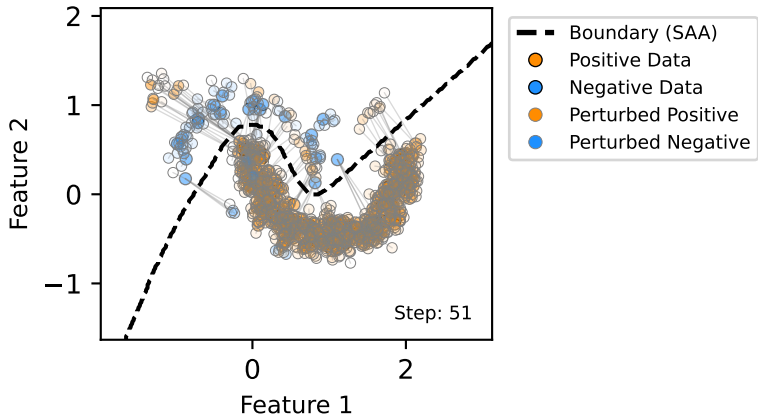 2
1
0
−1
Feature 2
0
2
Feature 1
Step: 51
Boundary (SAA)
Positive Data
Negative Data
Perturbed Positive
Perturbed Negative